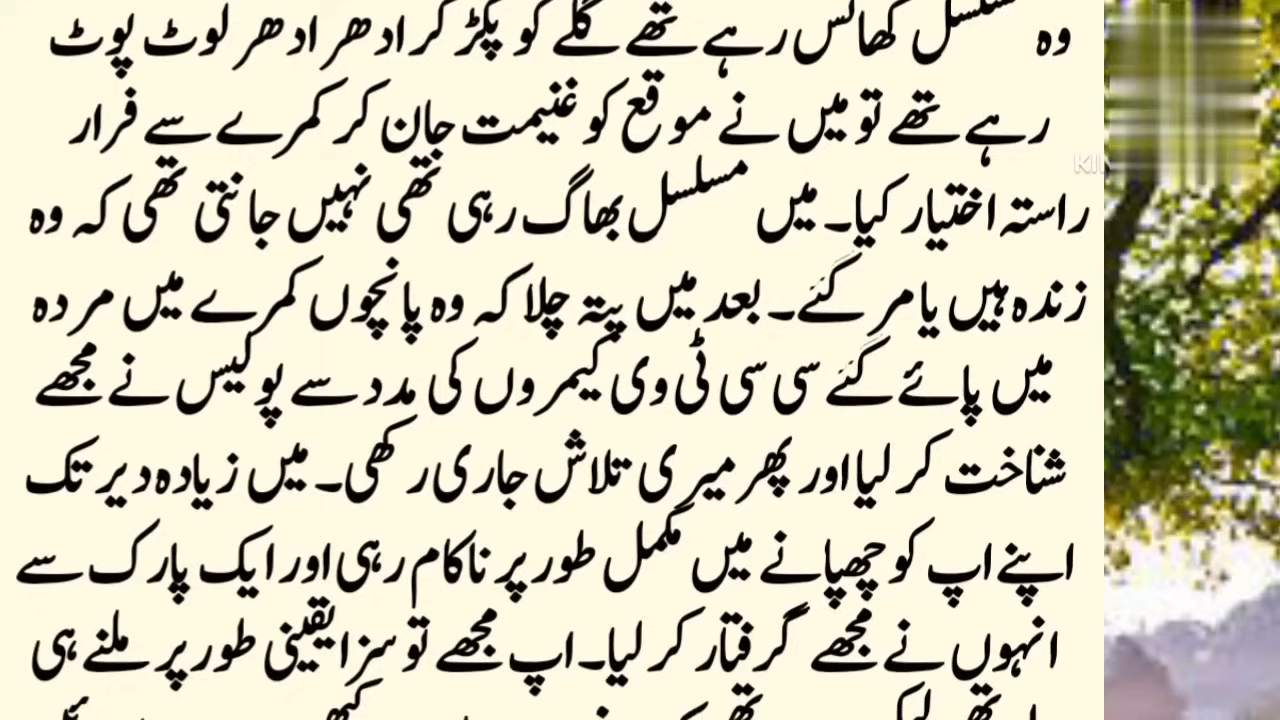 وہ مسلسل کھانس رہے تھے گلے کو پکڑ کر ادھر ادھر لوٹ پوٹ
رہے تھے تو میں نے موقع کو غنیمت جان کر کمرے سے فرار
راستہ اختیار کیا۔ میں مسلسل بھاگ رہی تھی نہیں جانتی تھی کہ وہ
زندہ ہیں یا مر گئے۔ بعد میں پتہ چلا کہ وہ پانچوں کمرے میں مردہ
میں پائے گئے سی سی ٹی وی کیمروں کی مدد سے پولیس نے مجھے
شناخت کر لیا اور پھر میری تلاش جاری رکھی۔ میں زیادہ دیر تک
اپنے اپ کو چھپانے میں مکمل طور پر ناکام رہی اور ایک پارک سے
انہوں نے مجھے گرفتار کر لیا۔ اپ مجھے تو سزا یقینی طور پر ملنے ہی